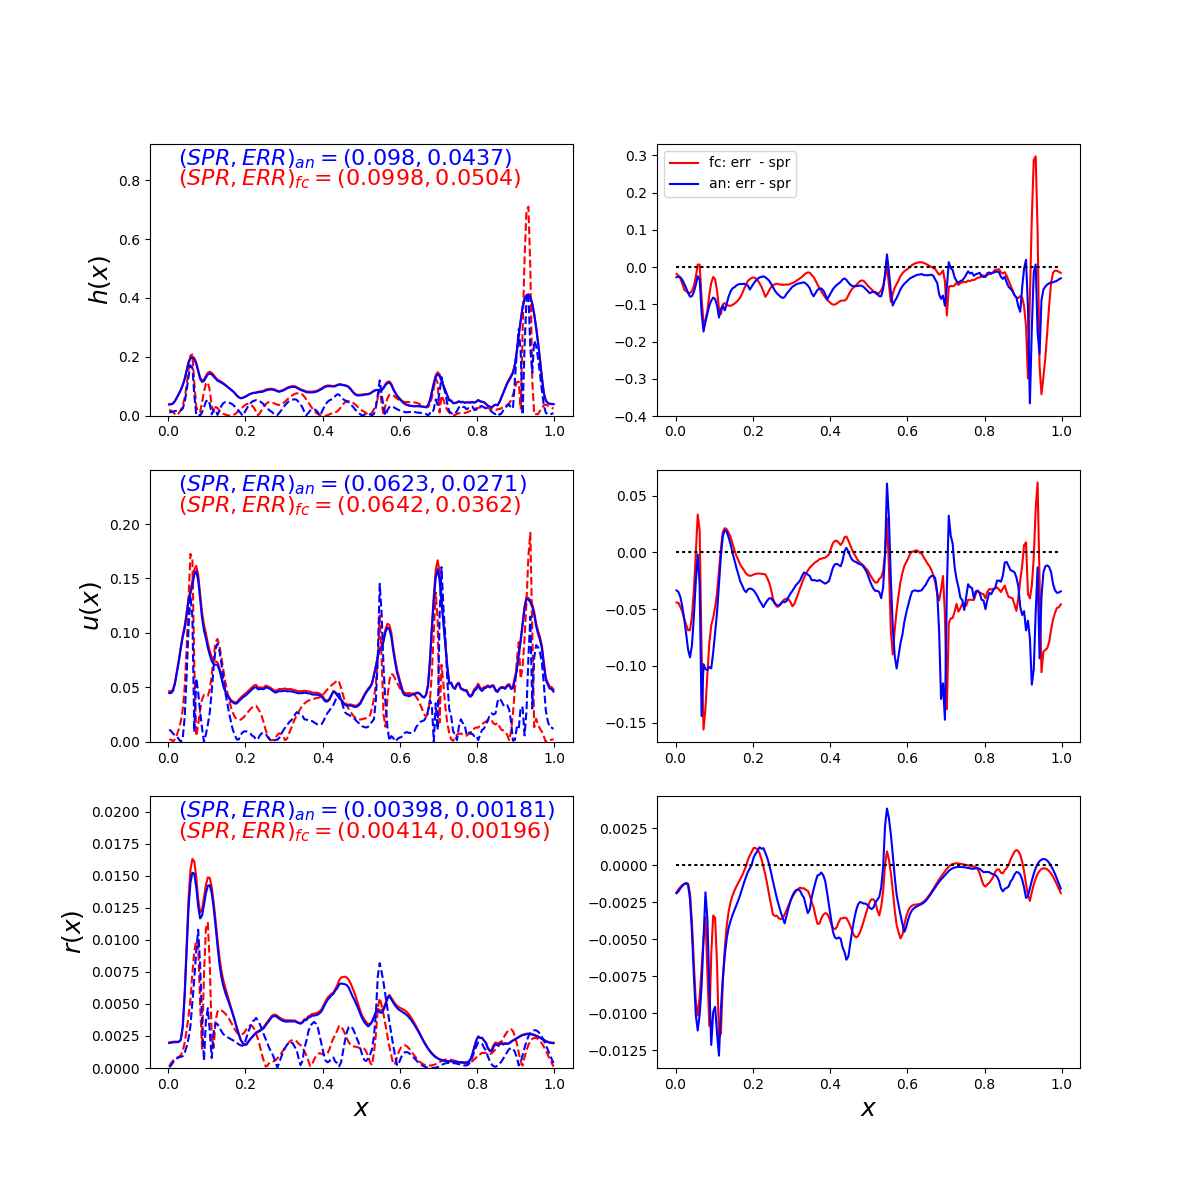 (SPR, ERR)an = (0.098, 0.0437)
(SPR, ERR)fc = (0.0998, 0.0504)
h(x)
0.8
0.6
0.4
0.2
0.0
0.0 0.2 0.4 0.6 0.8 1.0
fc: err - spr
an: err - spr
0.3
0.2
0.1
0.0
−0.1
−0.2
−0.3
−0.4
0.0 0.2 0.4 0.6 0.8 1.0
(SPR, ERR)an = (0.0623, 0.0271)
(SPR, ERR)fc = (0.0642, 0.0362)
u(x)
0.20
0.15
0.10
0.05
0.00
0.0 0.2 0.4 0.6 0.8 1.0
0.05
0.00
−0.05
−0.10
−0.15
0.0 0.2 0.4 0.6 0.8 1.0
(SPR, ERR)an = (0.00398, 0.00181)
(SPR, ERR)fc = (0.00414, 0.00196)
r(x)
0.0200
0.0175
0.0150
0.0125
0.0100
0.0075
0.0050
0.0025
0.0000
0.0 0.2 0.4 0.6 0.8 1.0
x
0.0025
0.0000
−0.0025
−0.0050
−0.0075
−0.0100
−0.0125
0.0 0.2 0.4 0.6 0.8 1.0
x